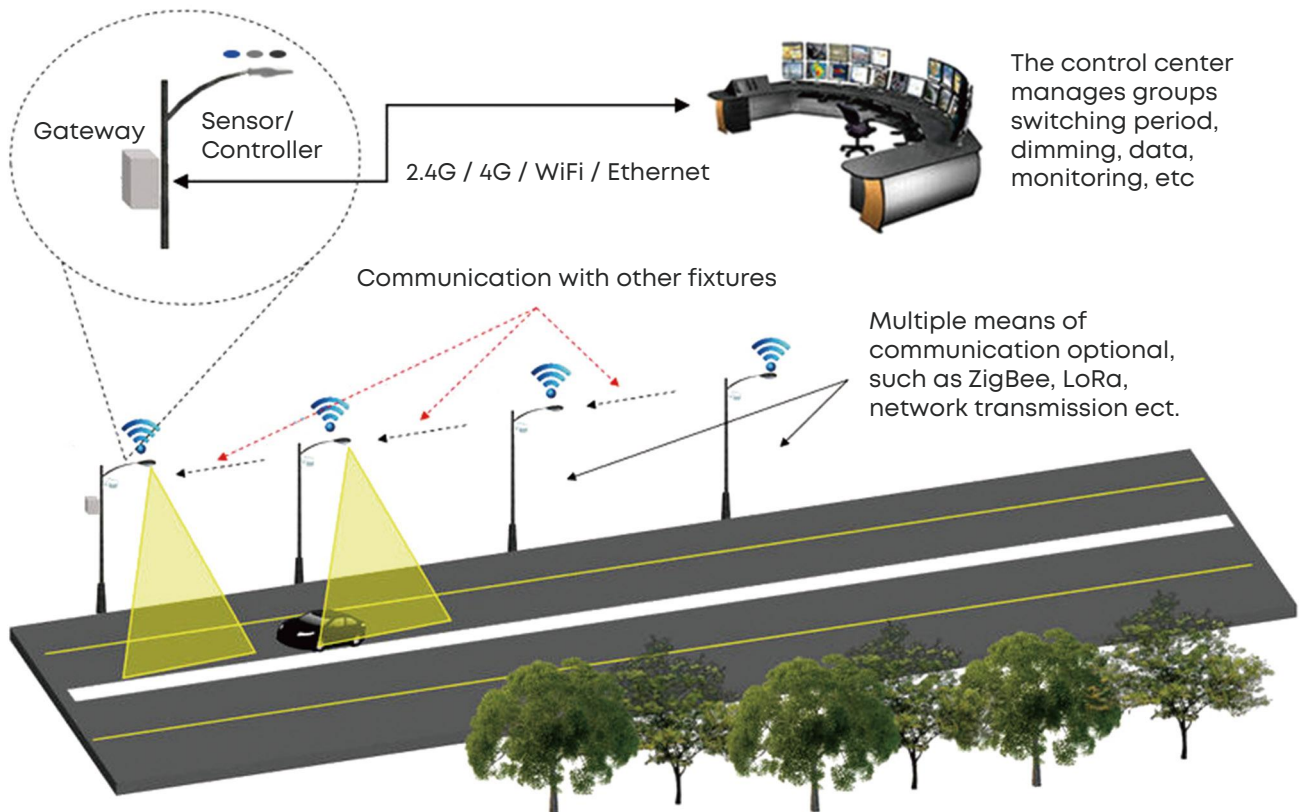 Gateway
Sensor/
Controller
2.4G / 4G / WiFi / Ethernet
The control center
manages groups
switching period,
dimming, data,
monitoring, etc
Communication with other fixtures
Multiple means of
communication optional,
such as ZigBee, LoRa,
network transmission ect.